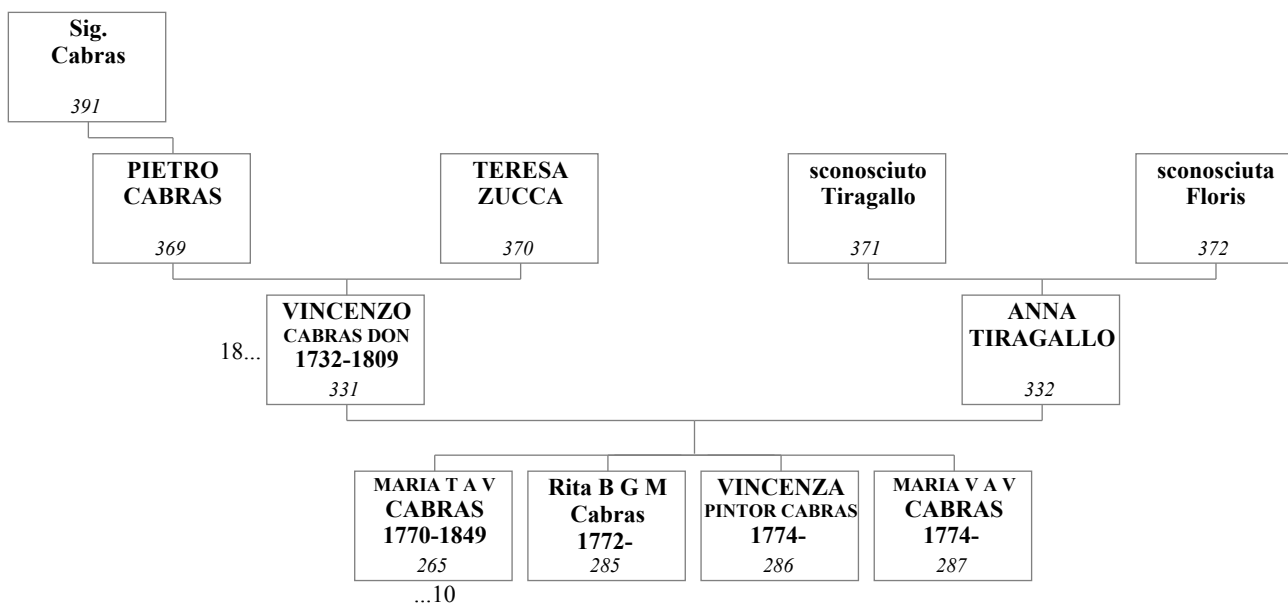 Sig.
Cabras
391
PIETRO
CABRAS
369
TERESA
ZUCCA
370
sconosciuto
Tiragallo
371
sconosciuta
Floris
372
18...
VINCENZO
CABRAS DON
1732-1809
331
ANNA
TIRAGALLO
332
MARIA T A V
CABRAS
1770-1849
265
...10
Rita B G M
Cabras
1772-
285
VINCENZA
PINTOR CABRAS
1774-
286
MARIA V A V
CABRAS
1774-
287